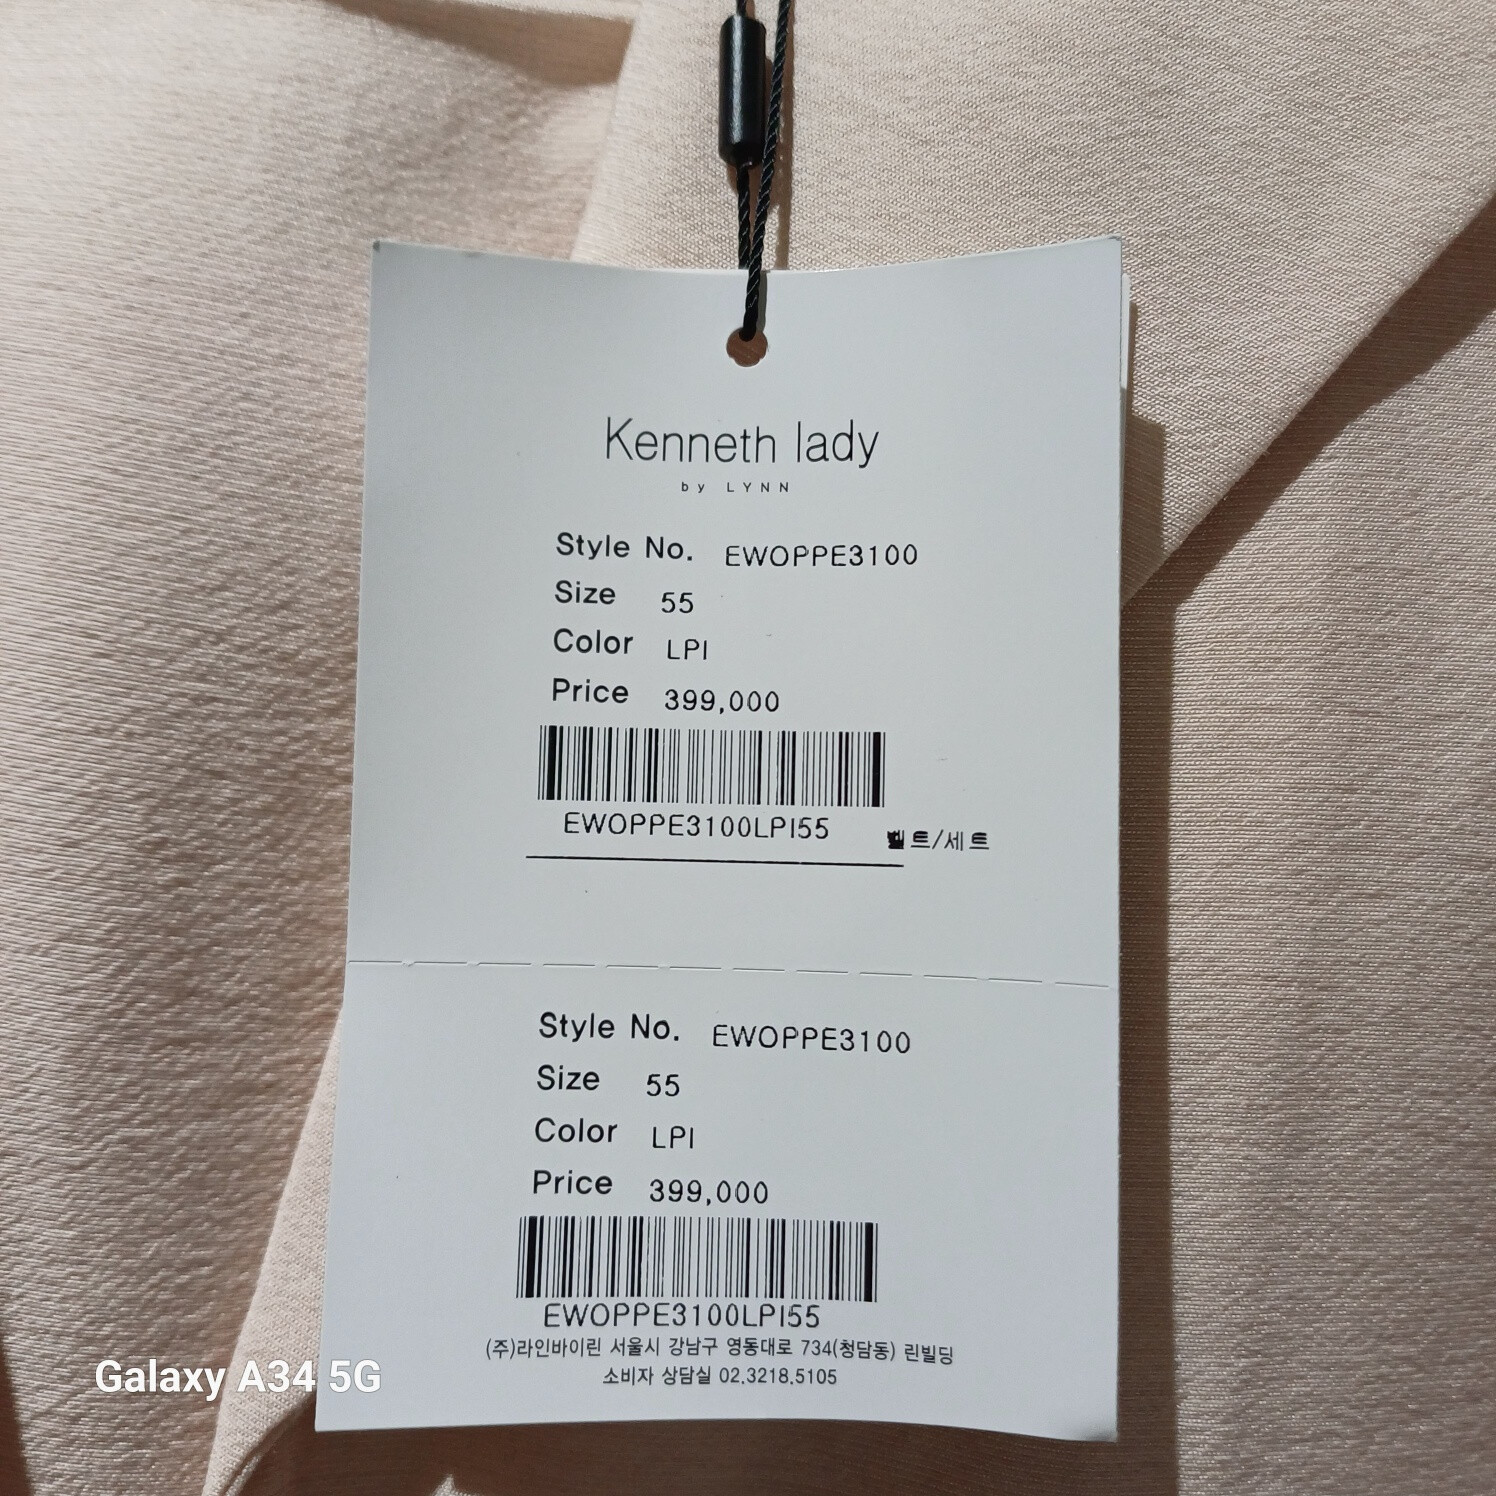 Kenneth lady
by LYNN
Style No. EWOPPE3100
Size 55
Color LPI
Price 399,000
EWOPPE3100LPI55
벨트/세트
Style No. EWOPPE3100
Size 55
Color LPI
Price 399,000
EWOPPE3100LPI55
(주)라인바이린 서울시 강남구 영동대로 734(청담동) 린빌딩
소비자 상담실 02.3218.5105
Galaxy A34 5G